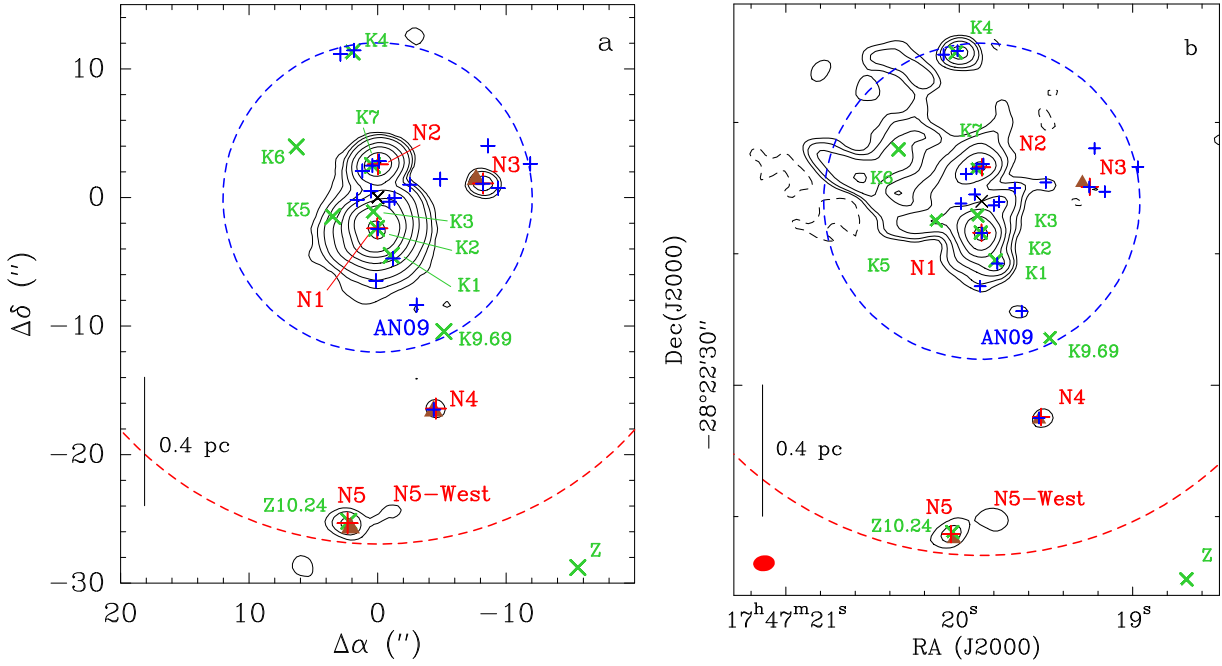 a
K4
10
K7
N2
K6
N3
0
K5
K3
K2
N1
K1
AN09
-10
K9.69
N4
0.4 pc
-20
Z10.24
N5
N5-West
Z
-30
20
10
0
-10
Δδ (″)
Δα (″)
b
K4
K7
N2
K6
N3
K3
K2
K5
N1
K1
AN09
K9.69
N4
0.4 pc
N5-West
N5
Z10.24
Z
Dec(J2000)
-28°22′30″
17ʰ47ᵐ21ˢ
20ˢ
19ˢ
RA (J2000)